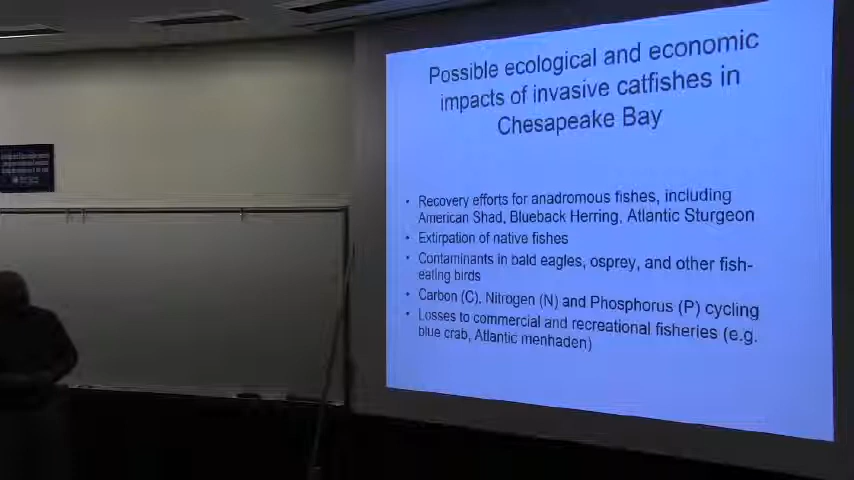 Possible ecological and economic
impacts of invasive catfishes in
Chesapeake Bay
• Recovery efforts for anadromous fishes, including
American Shad, Blueback Herring, Atlantic Sturgeon
• Extirpation of native fishes
• Contaminants in bald eagles, osprey, and other fish-
eating birds
• Carbon (C), Nitrogen (N) and Phosphorus (P) cycling
• Losses to commercial and recreational fisheries (e.g.
blue crab, Atlantic menhaden)